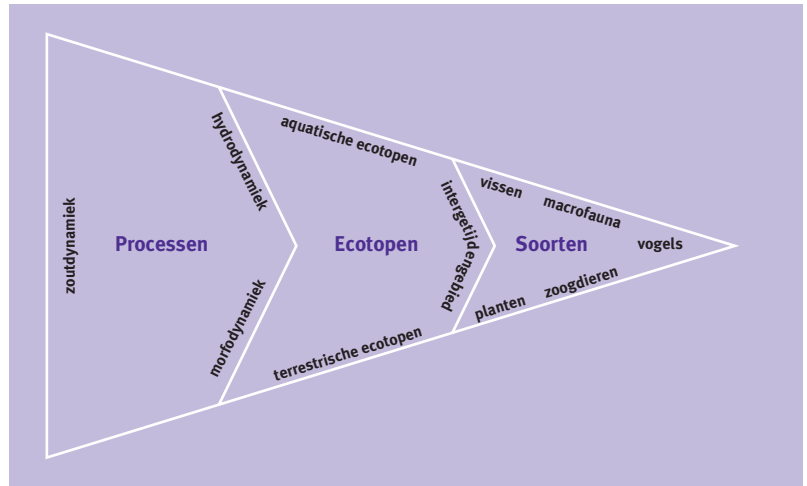 zoutdynamiek
Processen
hydrodynamiek
morfodynamiek
aquatische ecotopen
Ecotopen
terrestrische ecotopen
intergetijdengebied
vissen
macrofauna
Soorten
vogels
planten
zoogdieren